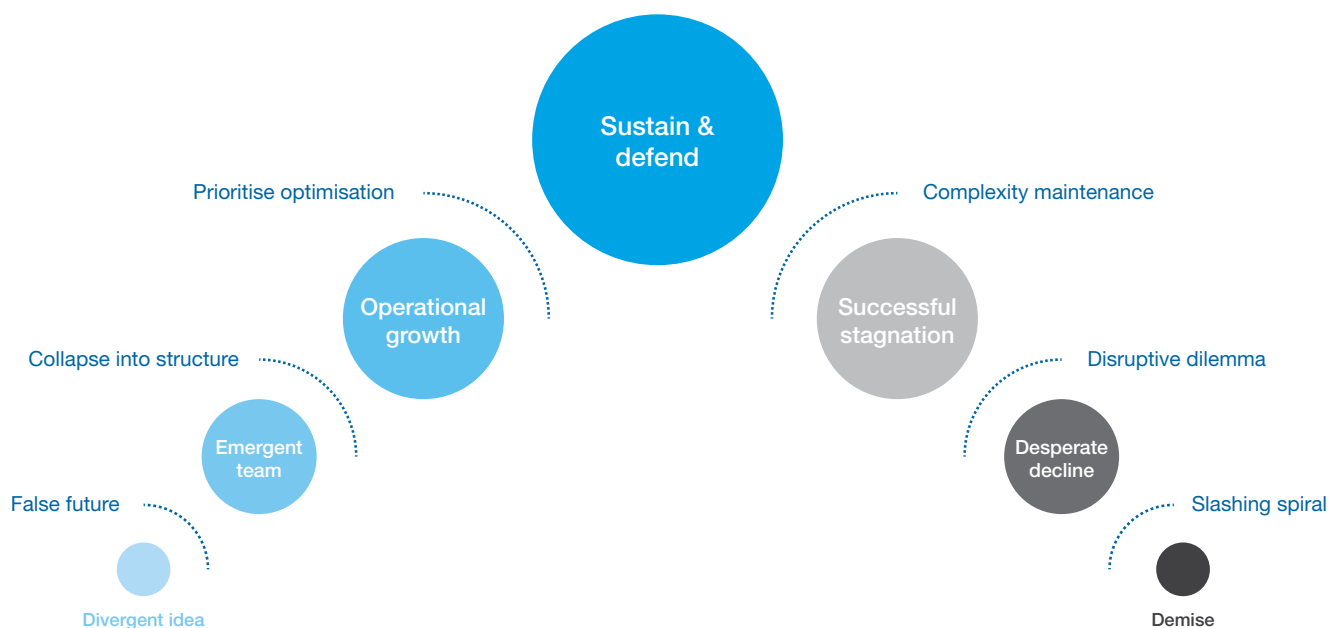 Sustain &
defend
Prioritise optimisation
Complexity maintenance
Operational
growth
Successful
stagnation
Collapse into structure
Disruptive dilemma
Emergent
team
Desperate
decline
False future
Slashing spiral
Divergent idea
Demise